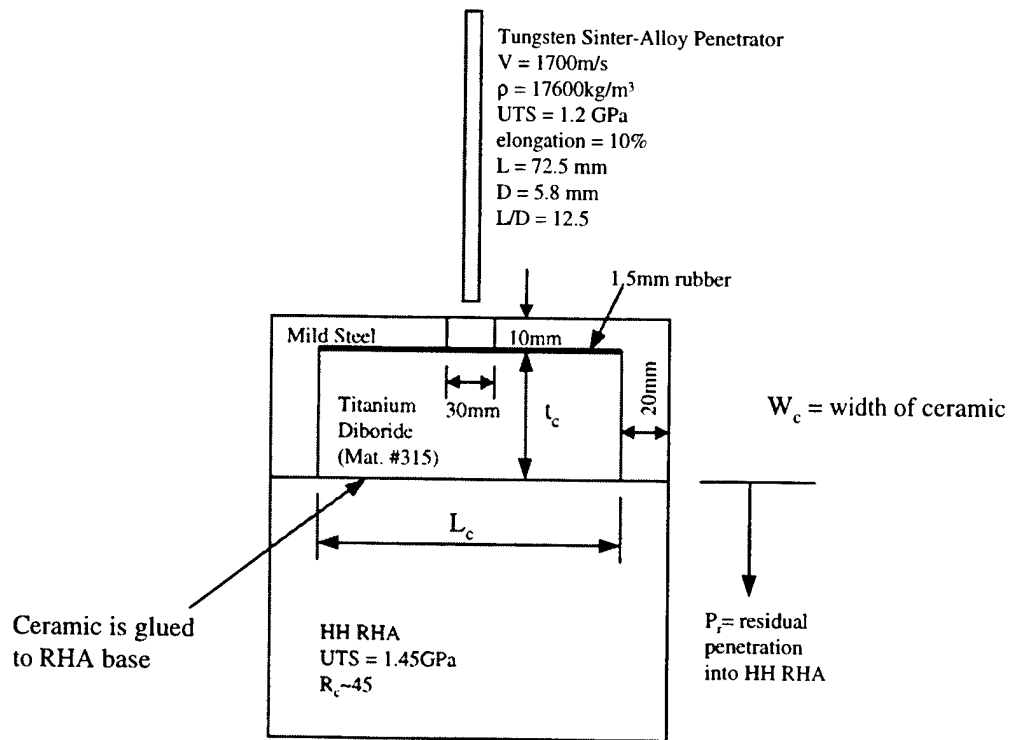 Tungsten Sinter-Alloy Penetrator
V = 1700m/s
ρ = 17600kg/m³
UTS = 1.2 GPa
elongation = 10%
L = 72.5 mm
D = 5.8 mm
L/D = 12.5
1.5mm rubber
Mild Steel
10mm
20mm
30mm
t_c
W_c = width of ceramic
Titanium
Diboride
(Mat. #315)
L_c
Ceramic is glued
to RHA base
HH RHA
UTS = 1.45GPa
R_c~45
P_r= residual
penetration
into HH RHA